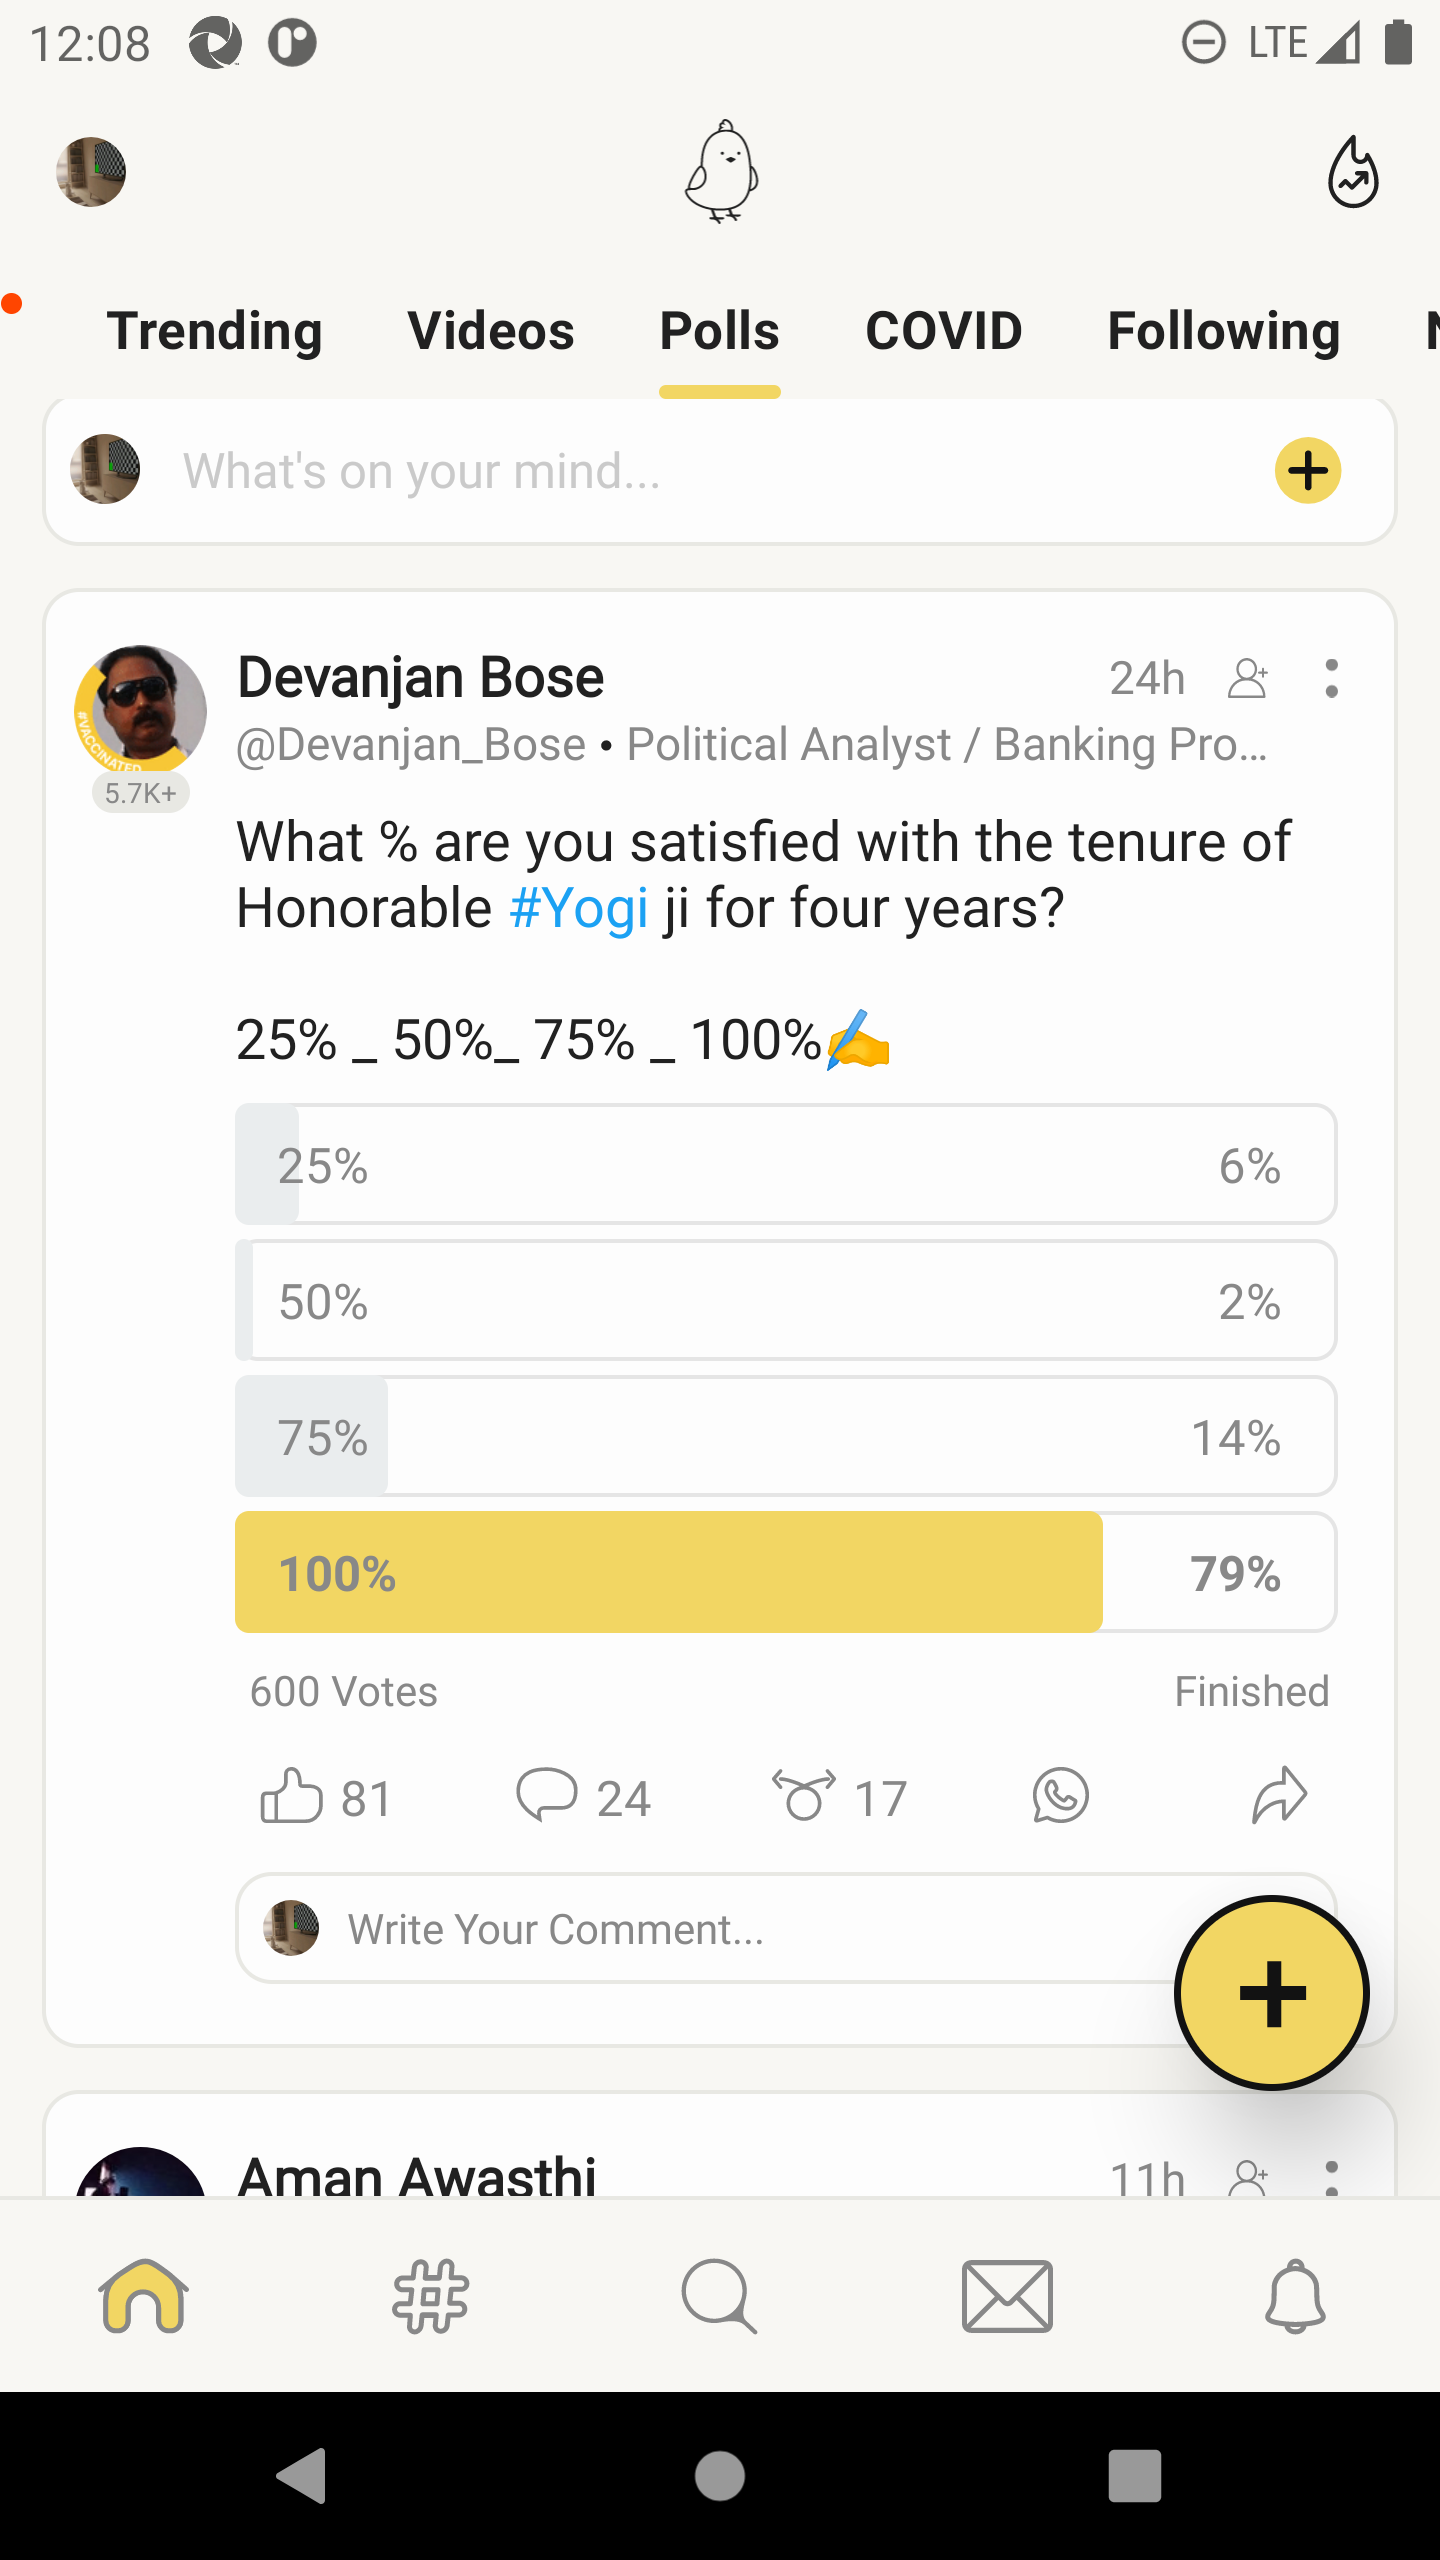 12:08
LTE
Trending Videos Polls COVID Following
What's on your mind...
Devanjan Bose 24h
@Devanjan_Bose • Political Analyst / Banking Pro...
#VACCINATED
5.7K+
What % are you satisfied with the tenure of
Honorable #Yogi ji for four years?
25% _ 50%_ 75% _ 100%✍️
25% 6%
50% 2%
75% 14%
100% 79%
600 Votes Finished
81 24 17
Write Your Comment...
Aman Awasthi 11h